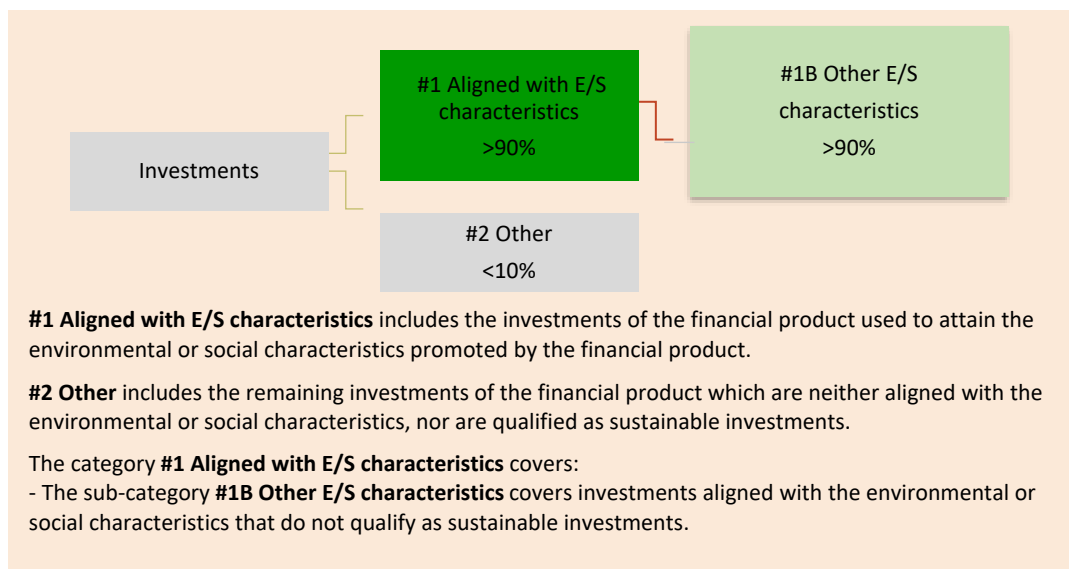 #1 Aligned with E/S
characteristics
>90%
#1B Other E/S
characteristics
>90%
Investments
#2 Other
<10%
#1 Aligned with E/S characteristics includes the investments of the financial product used to attain the
environmental or social characteristics promoted by the financial product.
#2 Other includes the remaining investments of the financial product which are neither aligned with the
environmental or social characteristics, nor are qualified as sustainable investments.
The category #1 Aligned with E/S characteristics covers:
- The sub-category #1B Other E/S characteristics covers investments aligned with the environmental or
social characteristics that do not qualify as sustainable investments.